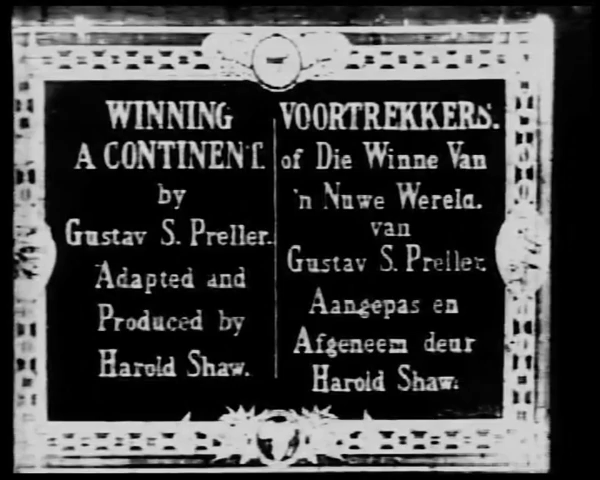 WINNING
A CONTINENT.
by
Gustav S. Preller.
Adapted and
Produced by
Harold Shaw.
VOORTREKKERS.
of Die Winne Van
'n Nuwe Wereld.
van
Gustav S. Preller.
Aangepas en
Afgeneem deur
Harold Shaw.